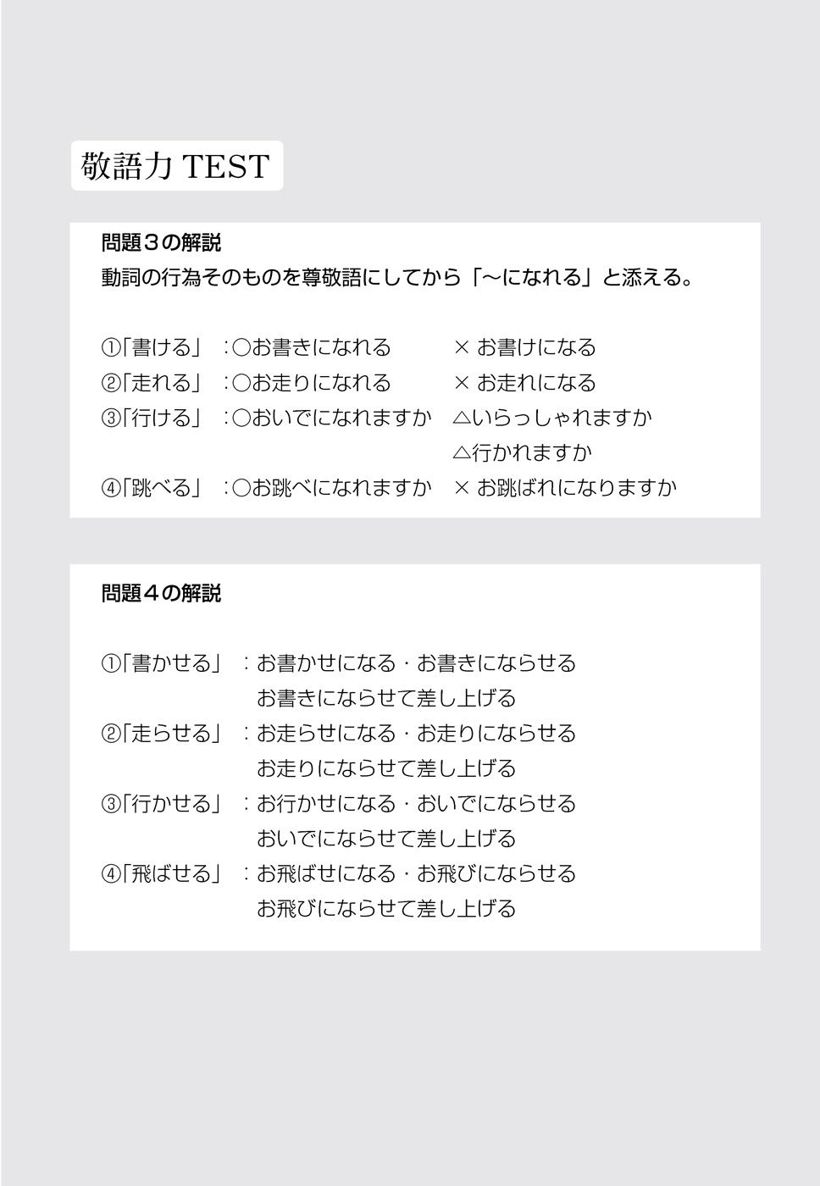 敬語力 TEST
問題３の解説
動詞の行為そのものを尊敬語にしてから「～になれる」と添える。
①「書ける」：○お書きになれる　× お書けになる
②「走れる」：○お走りになれる　× お走れになる
③「行ける」：○おいでになれますか　△いらっしゃれますか
△行かれますか
④「跳べる」：○お跳べになれますか　× お跳ばれになりますか
問題４の解説
①「書かせる」：お書かせになる・お書きにならせる
お書きにならせて差し上げる
②「走らせる」：お走らせになる・お走りにならせる
お走りにならせて差し上げる
③「行かせる」：お行かせになる・おいでにならせる
おいでにならせて差し上げる
④「飛ばせる」：お飛ばせになる・お飛びにならせる
お飛びにならせて差し上げる